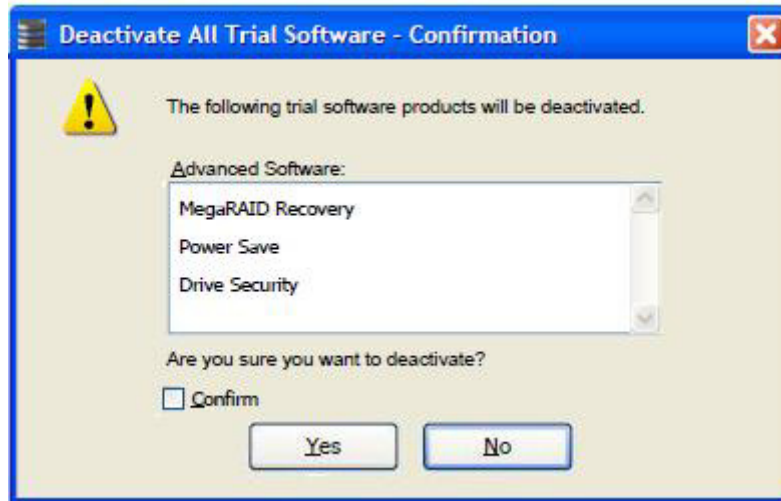 Deactivate All Trial Software - Confirmation
The following trial software products will be deactivated.
Advanced Software:
MegaRAID Recovery
Power Save
Drive Security
Are you sure you want to deactivate?
Confirm
Yes
No